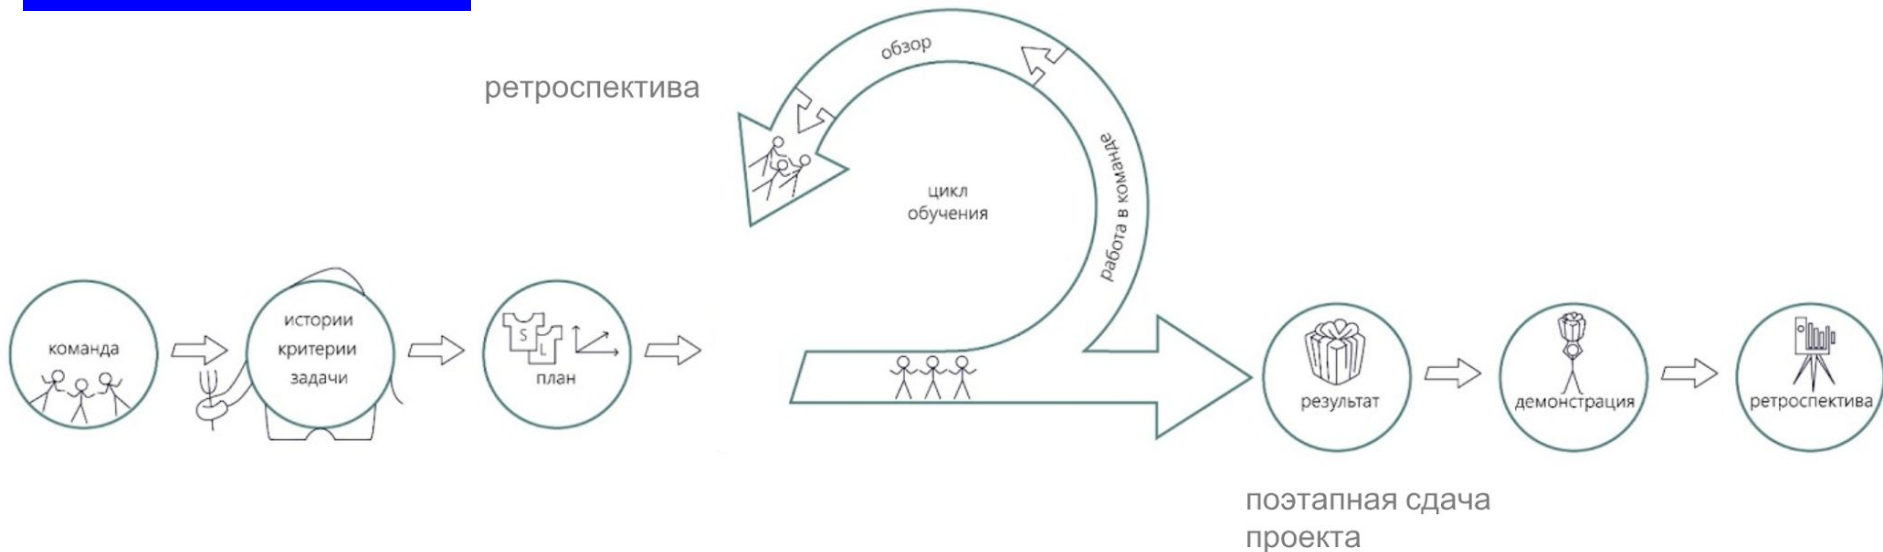 обзор
ретроспектива
работа в команде
цикл
обучения
команда
истории
критерии
задачи
S
L
план
результат
демонстрация
ретроспектива
поэтапная сдача
проекта